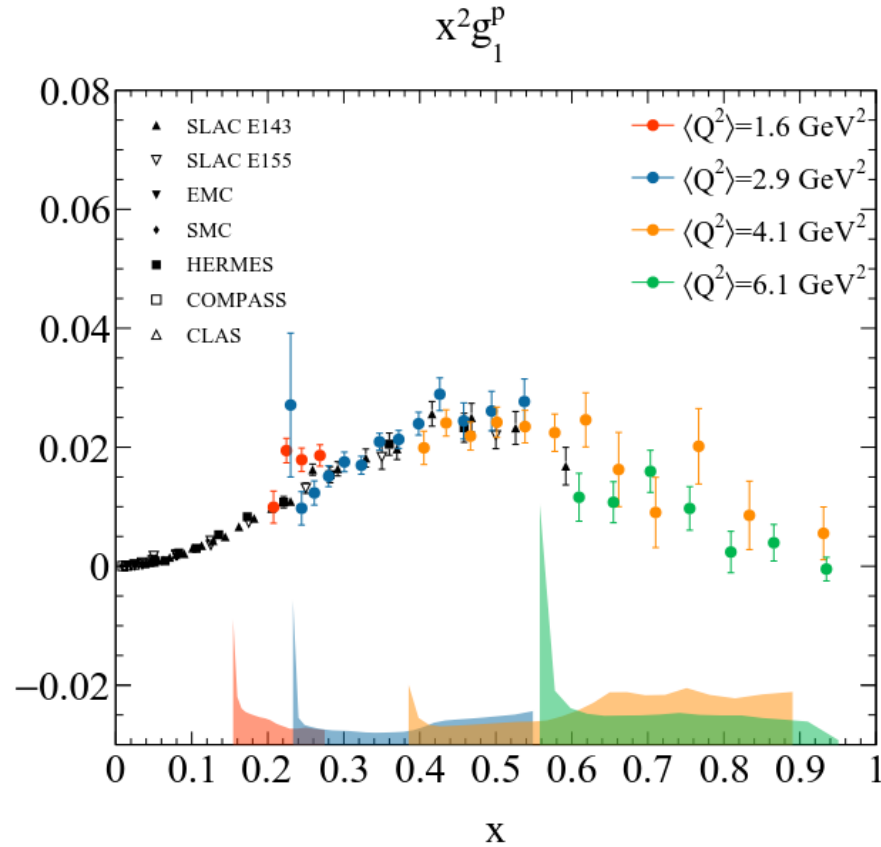 x²g₁ᵖ
0.08
0.06
0.04
0.02
0
−0.02
SLAC E143
SLAC E155
EMC
SMC
HERMES
COMPASS
CLAS
⟨Q²⟩=1.6 GeV²
⟨Q²⟩=2.9 GeV²
⟨Q²⟩=4.1 GeV²
⟨Q²⟩=6.1 GeV²
0 0.1 0.2 0.3 0.4 0.5 0.6 0.7 0.8 0.9 1
x